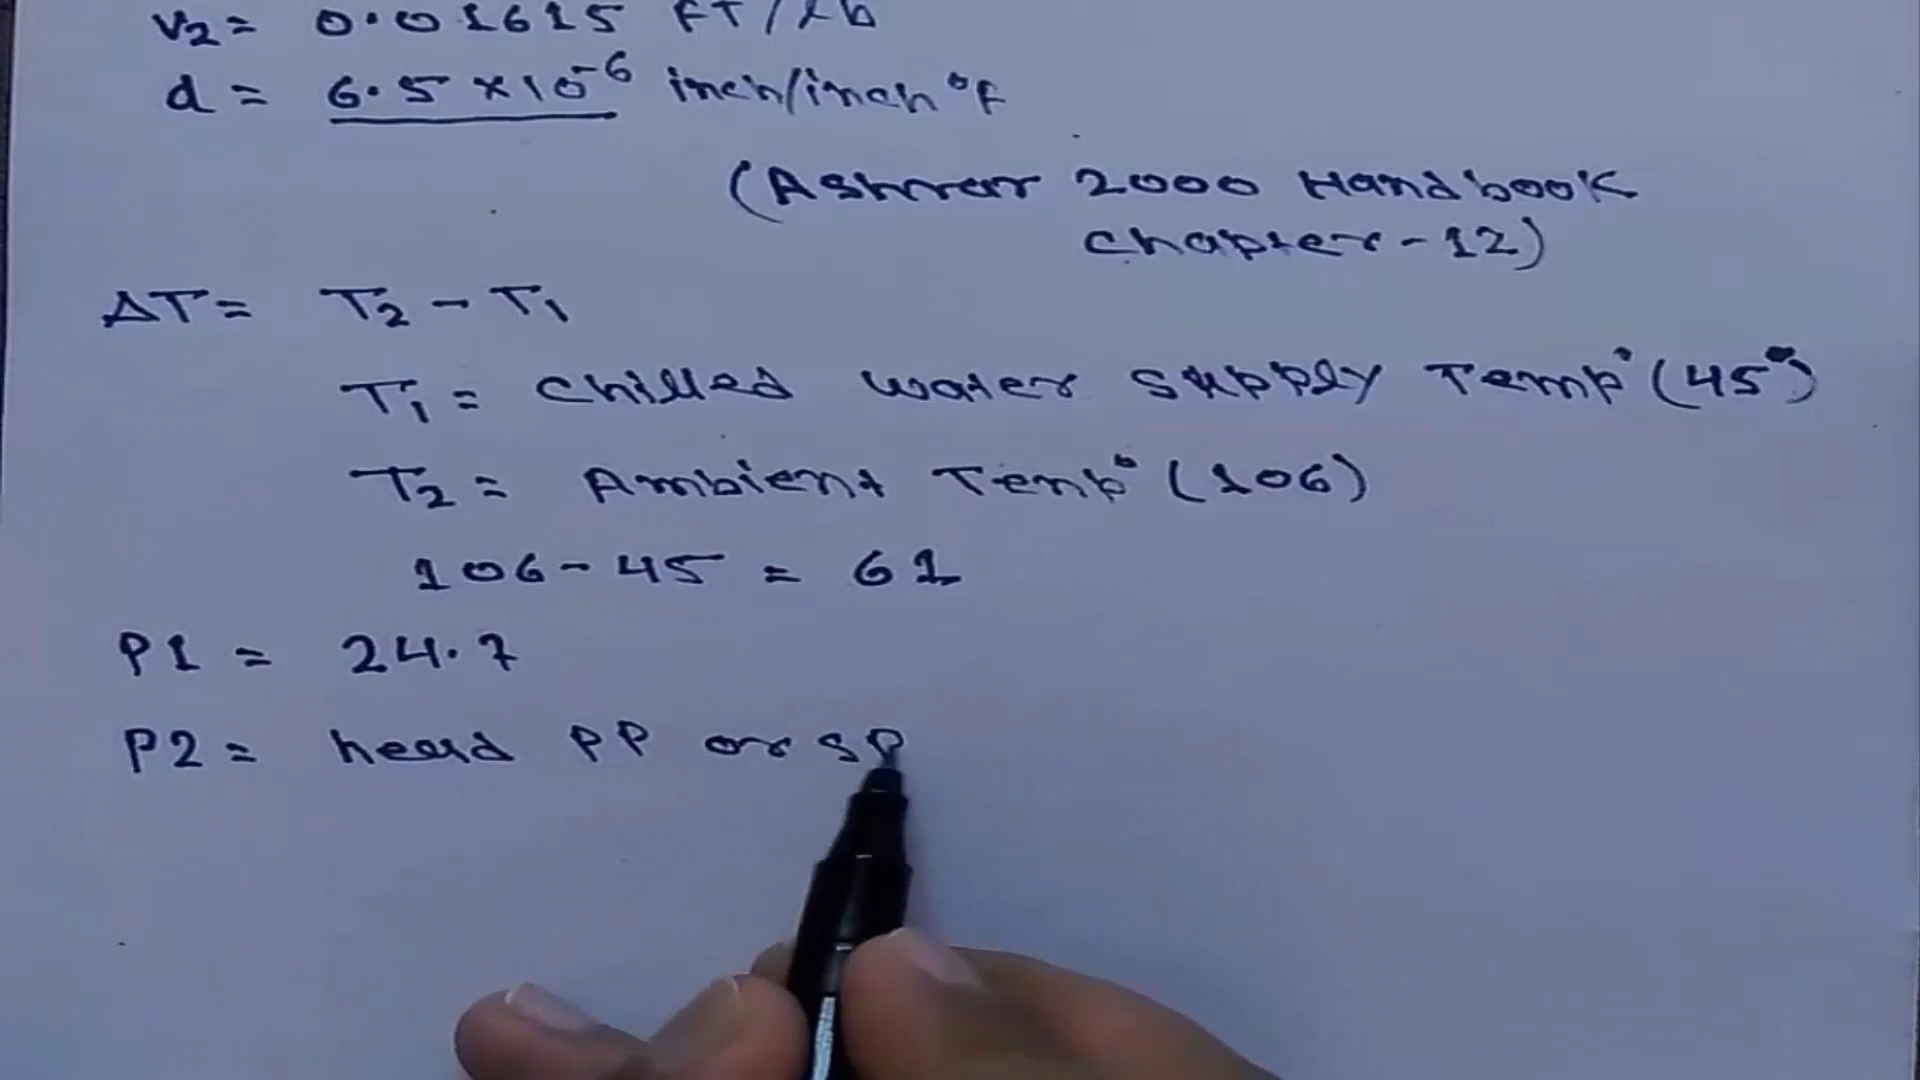 V2= 0.01615 FT/lb
d = 6.5 ×10-6 inch/inch °F
(Ashrar 2000 Handbook
chapter-12)
ΔT= T2 - T1
T1= Chilled water supply Temp° (45°)
T2= Ambient Temp° (106)
106-45 = 61
P1 = 24.7
P2= head PP or SP